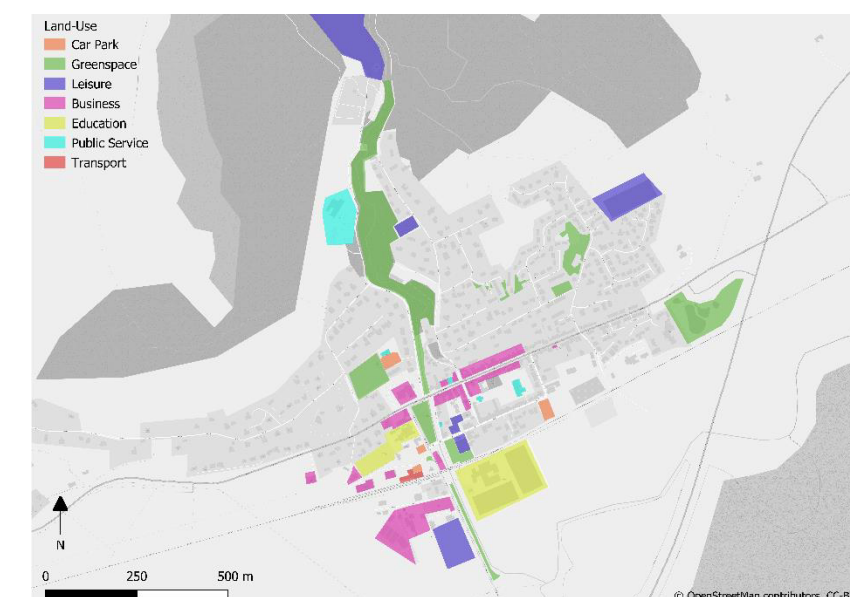 Land-Use
Car Park
Greenspace
Leisure
Business
Education
Public Service
Transport
N
0 250 500 m
© OpenStreetMap contributors, CC-B